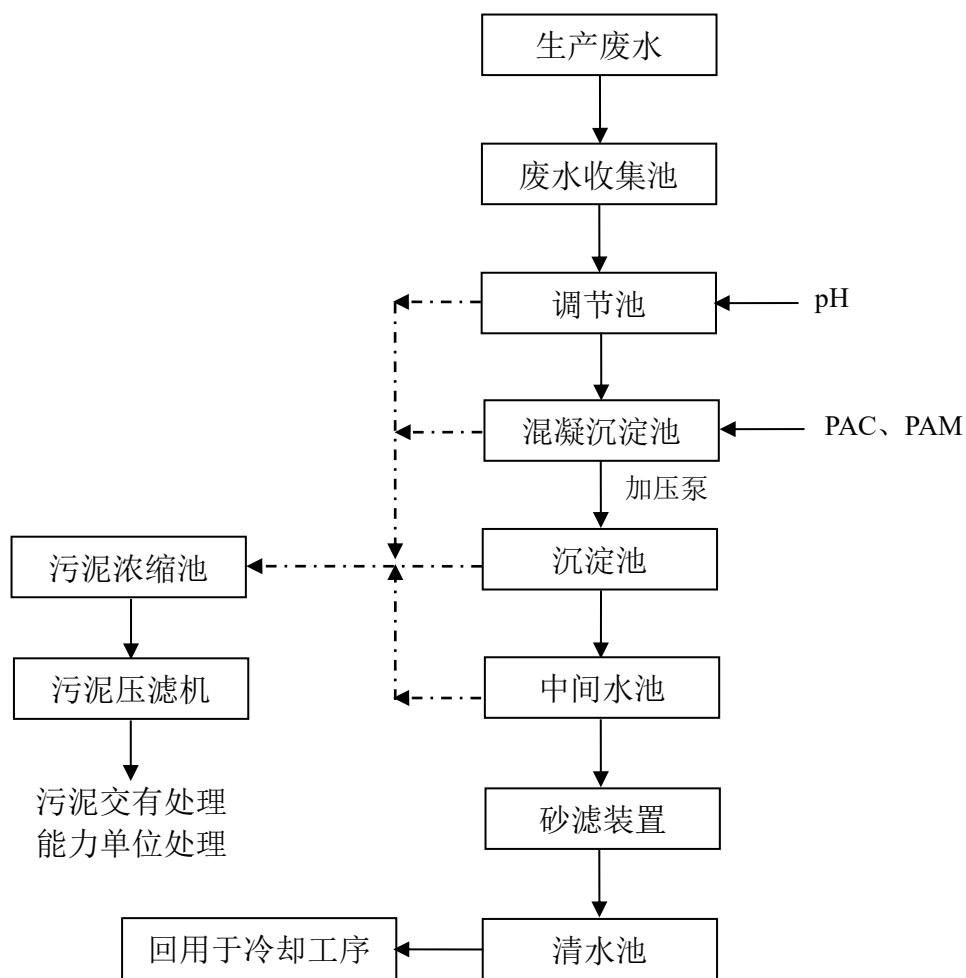 生产废水
废水收集池
调节池
pH
混凝沉淀池
PAC、PAM
加压泵
沉淀池
污泥浓缩池
中间水池
污泥压滤机
污泥交有处理
能力单位处理
砂滤装置
清水池
回用于冷却工序